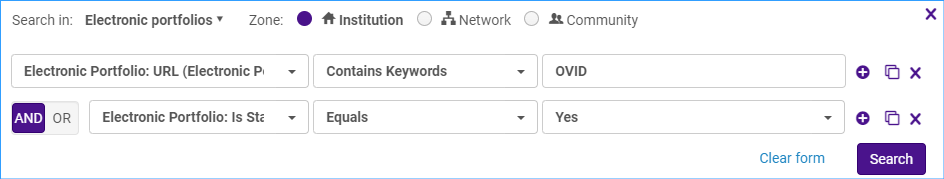 Search in: Electronic portfolios Zone: Institution Network Community
Electronic Portfolio: URL (Electronic P Contains Keywords OVID
AND OR Electronic Portfolio: Is Sta Equals Yes
Clear form Search